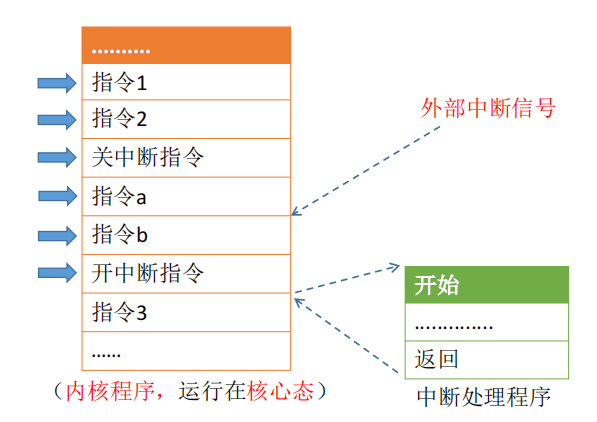 ..........
指令1
指令2
关中断指令
指令a
指令b
开中断指令
指令3
......
（内核程序，运行在核心态）
外部中断信号
开始
..............
返回
中断处理程序